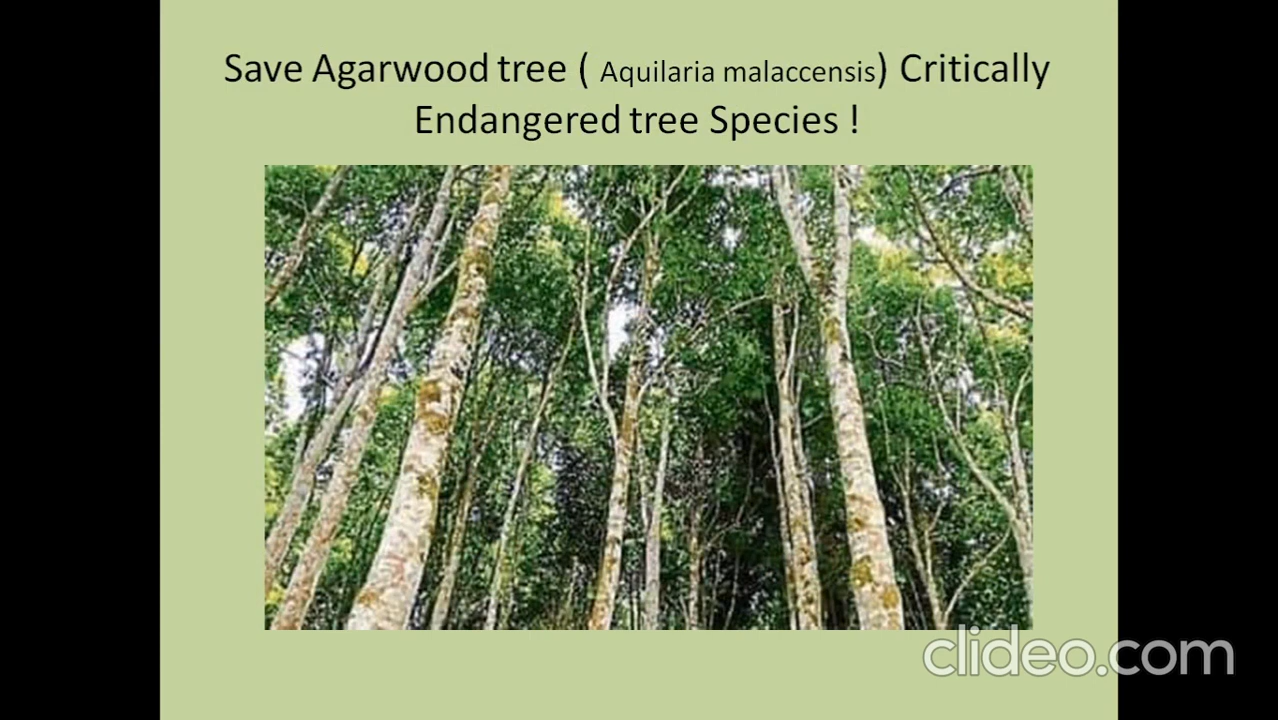 Save Agarwood tree ( Aquilaria malaccensis) Critically
Endangered tree Species !
clideo.com